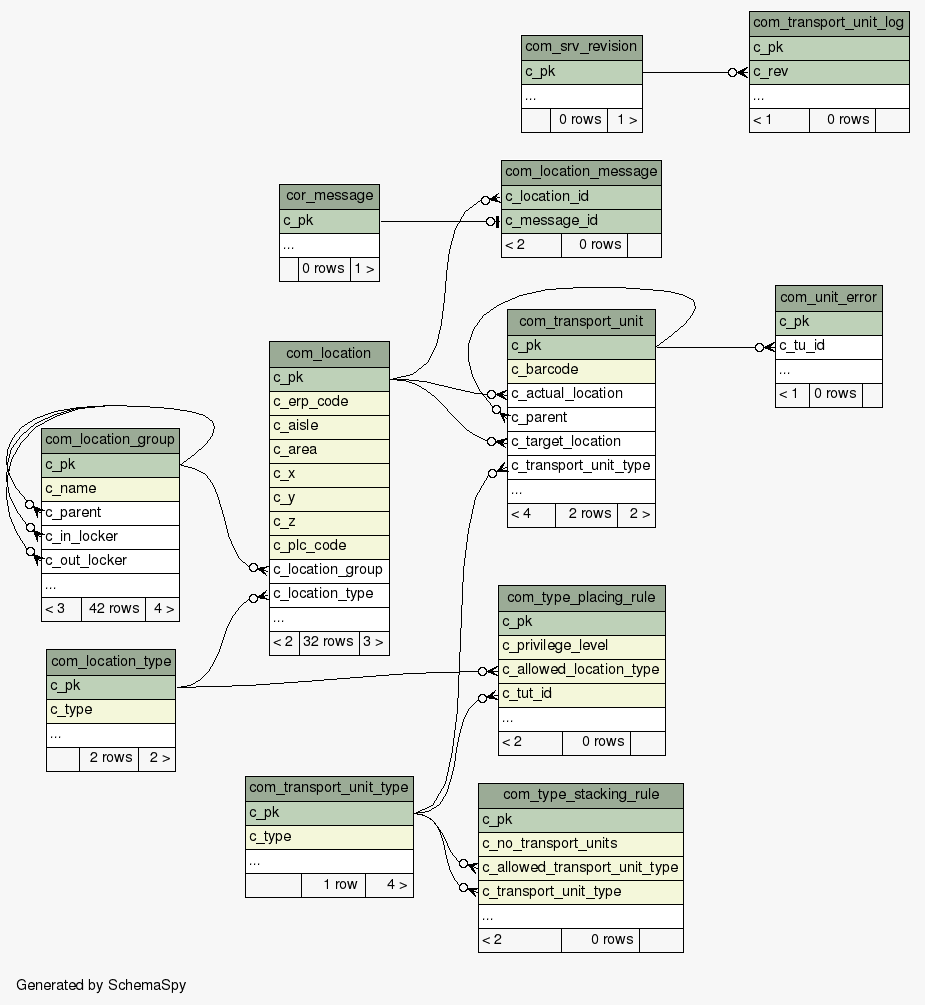 com_transport_unit_log
c_pk
c_rev
...
< 1 0 rows
com_srv_revision
c_pk
...
0 rows 1 >
com_location_message
c_location_id
c_message_id
< 2 0 rows
cor_message
c_pk
...
0 rows 1 >
com_unit_error
c_pk
c_tu_id
...
< 1 0 rows
com_transport_unit
c_pk
c_barcode
c_actual_location
c_parent
c_target_location
c_transport_unit_type
...
< 4 2 rows 2 >
com_location
c_pk
c_erp_code
c_aisle
c_area
c_x
c_y
c_z
c_plc_code
c_location_group
c_location_type
...
< 2 32 rows 3 >
com_location_group
c_pk
c_name
c_parent
c_in_locker
c_out_locker
...
< 3 42 rows 4 >
com_type_placing_rule
c_pk
c_privilege_level
c_allowed_location_type
c_tut_id
...
< 2 0 rows
com_location_type
c_pk
c_type
...
2 rows 2 >
com_transport_unit_type
c_pk
c_type
...
1 row 4 >
com_type_stacking_rule
c_pk
c_no_transport_units
c_allowed_transport_unit_type
c_transport_unit_type
...
< 2 0 rows
Generated by SchemaSpy